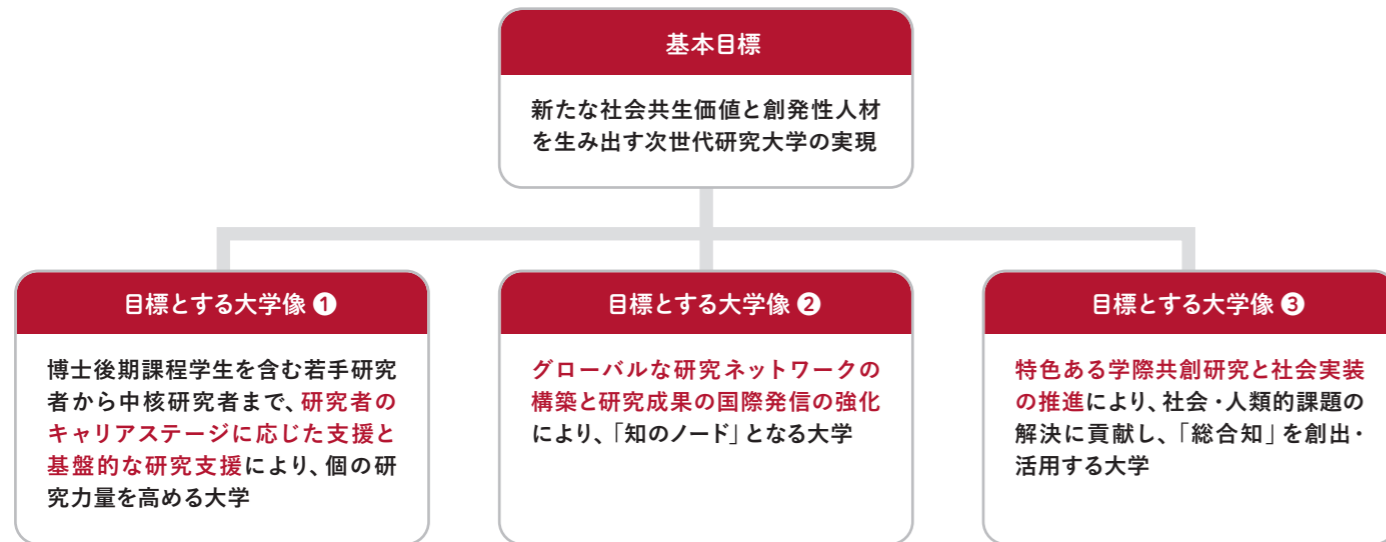 基本目標
新たな社会共生価値と創発性人材
を生み出す次世代研究大学の実現
目標とする大学像 ❶
博士後期課程学生を含む若手研究
者から中核研究者まで、研究者の
キャリアステージに応じた支援と
基盤的な研究支援により、個の研
究力量を高める大学
目標とする大学像 ❷
グローバルな研究ネットワークの
構築と研究成果の国際発信の強化
により、「知のノード」となる大学
目標とする大学像 ❸
特色ある学際共創研究と社会実装
の推進により、社会・人類的課題の
解決に貢献し、「総合知」を創出・
活用する大学